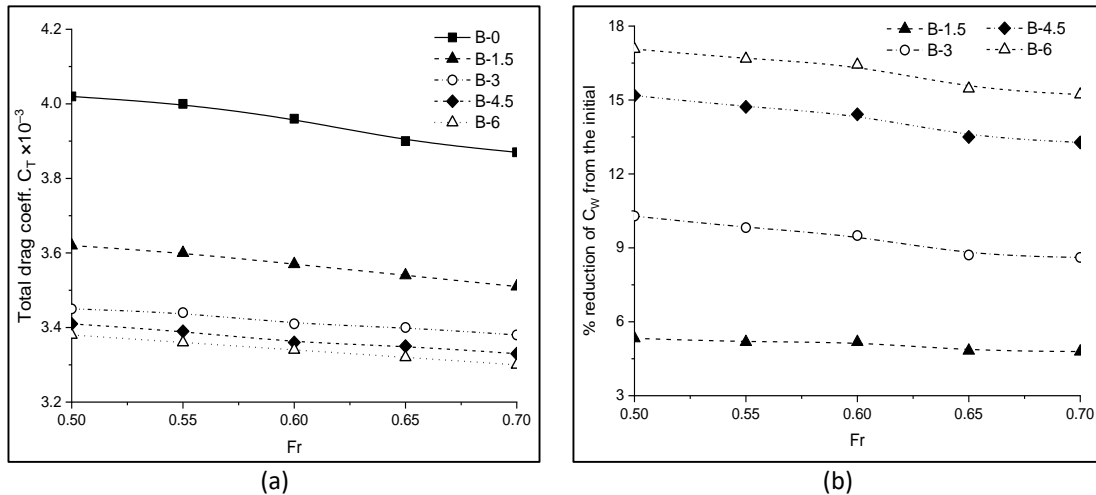 4.2
4.0
3.8
3.6
3.4
3.2
Total drag coeff. C_T ×10⁻³
B-0
B-1.5
B-3
B-4.5
B-6
0.50 0.55 0.60 0.65 0.70
Fr
(a)
18
15
12
9
6
3
% reduction of C_W from the initial
B-1.5 B-4.5
B-3 B-6
0.50 0.55 0.60 0.65 0.70
Fr
(b)